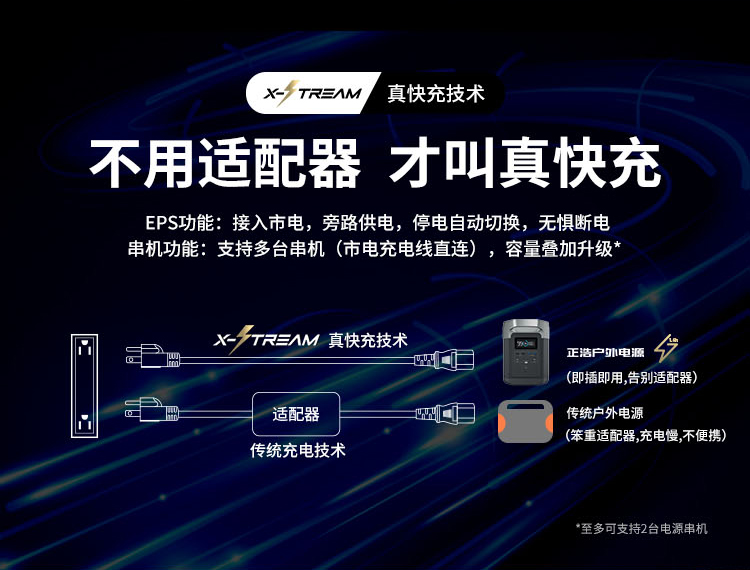 X-STREAM 真快充技术
不用适配器 才叫真快充
EPS功能：接入市电，旁路供电，停电自动切换，无惧断电
串机功能：支持多台串机（市电充电线直连），容量叠加升级*
X-STREAM 真快充技术
正浩户外电源
（即插即用,告别适配器）
适配器
传统充电技术
传统户外电源
（笨重适配器,充电慢,不便携）
*至多可支持2台电源串机